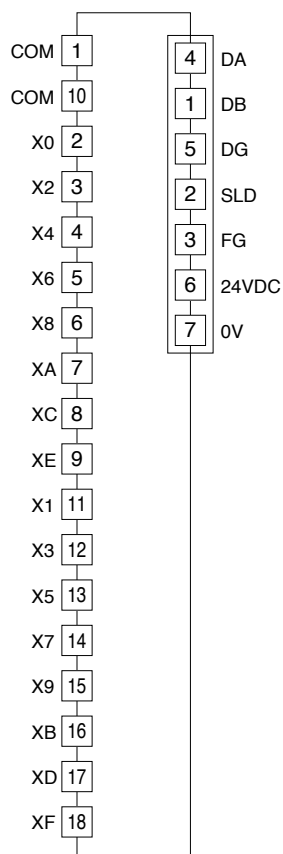 COM 1
COM 10
X0 2
X2 3
X4 4
X6 5
X8 6
XA 7
XC 8
XE 9
X1 11
X3 12
X5 13
X7 14
X9 15
XB 16
XD 17
XF 18
4 DA
1 DB
5 DG
2 SLD
3 FG
6 24VDC
7 0V